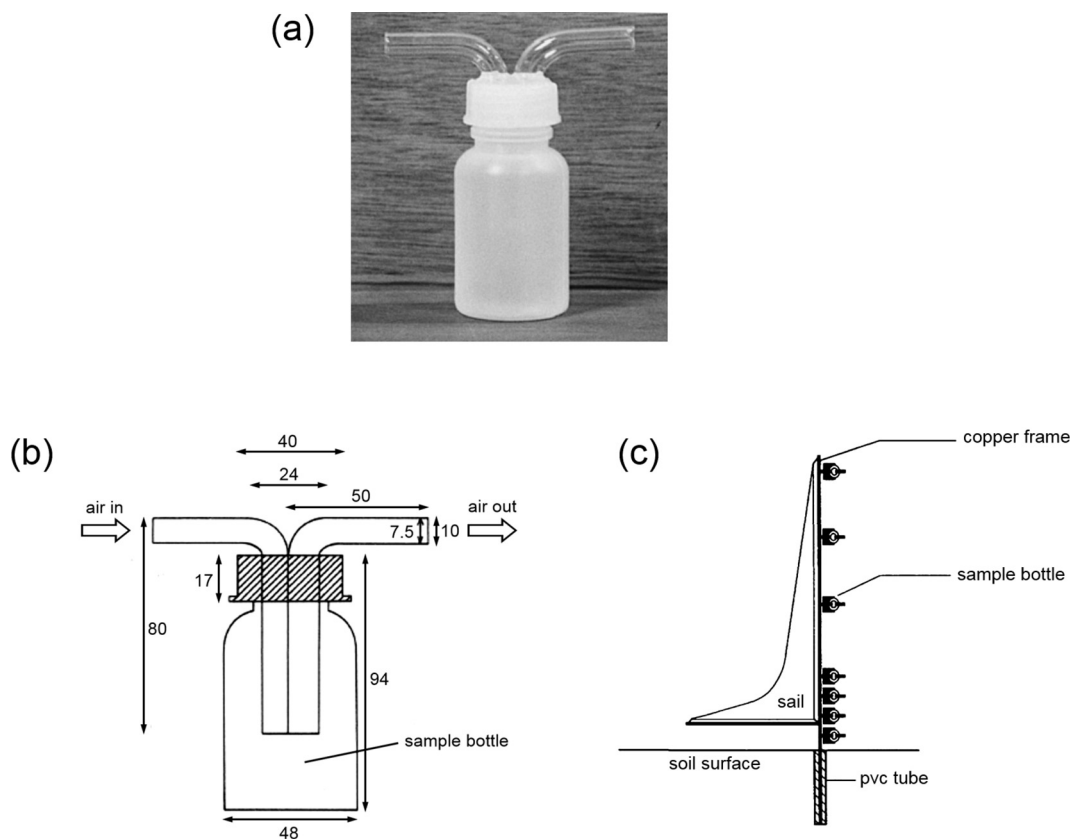 (a)
(b)
40
24
50
air in
air out
7.5
10
17
80
94
sample bottle
48
(c)
copper frame
sample bottle
sail
soil surface
pvc tube